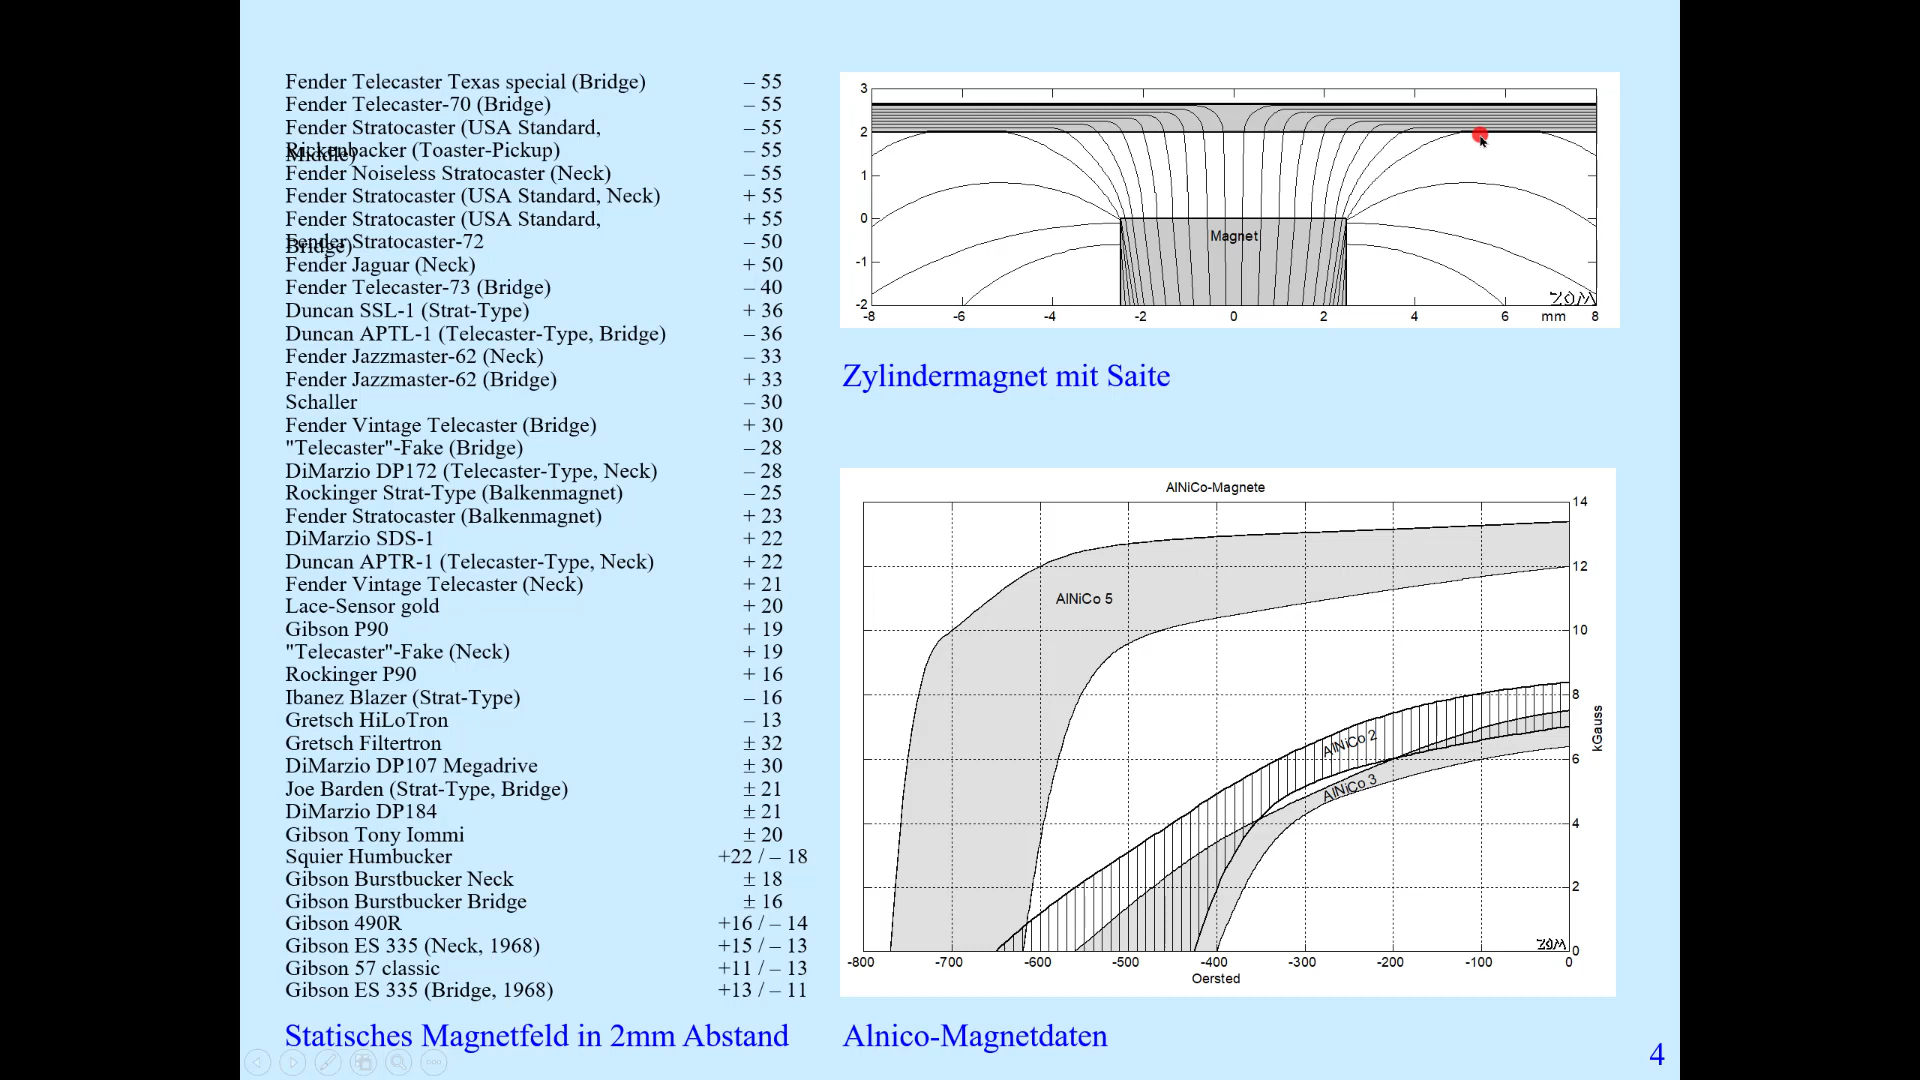 Fender Telecaster Texas special (Bridge) – 55
Fender Telecaster-70 (Bridge) – 55
Fender Stratocaster (USA Standard, – 55
Middle)
Rickenbacker (Toaster-Pickup) – 55
Fender Noiseless Stratocaster (Neck) – 55
Fender Stratocaster (USA Standard, Neck) + 55
Fender Stratocaster (USA Standard, + 55
Bridge)
Fender Stratocaster-72 – 50
Fender Jaguar (Neck) + 50
Fender Telecaster-73 (Bridge) – 40
Duncan SSL-1 (Strat-Type) + 36
Duncan APTL-1 (Telecaster-Type, Bridge) – 36
Fender Jazzmaster-62 (Neck) – 33
Fender Jazzmaster-62 (Bridge) + 33
Schaller – 30
Fender Vintage Telecaster (Bridge) + 30
"Telecaster"-Fake (Bridge) – 28
DiMarzio DP172 (Telecaster-Type, Neck) – 28
Rockinger Strat-Type (Balkenmagnet) – 25
Fender Stratocaster (Balkenmagnet) + 23
DiMarzio SDS-1 + 22
Duncan APTR-1 (Telecaster-Type, Neck) + 22
Fender Vintage Telecaster (Neck) + 21
Lace-Sensor gold + 20
Gibson P90 + 19
"Telecaster"-Fake (Neck) + 19
Rockinger P90 + 16
Ibanez Blazer (Strat-Type) – 16
Gretsch HiLoTron – 13
Gretsch Filtertron ± 32
DiMarzio DP107 Megadrive ± 30
Joe Barden (Strat-Type, Bridge) ± 21
DiMarzio DP184 ± 21
Gibson Tony Iommi ± 20
Squier Humbucker +22 / – 18
Gibson Burstbucker Neck ± 18
Gibson Burstbucker Bridge ± 16
Gibson 490R +16 / – 14
Gibson ES 335 (Neck, 1968) +15 / – 13
Gibson 57 classic +11 / – 13
Gibson ES 335 (Bridge, 1968) +13 / – 11
Statisches Magnetfeld in 2mm Abstand
3
2
1
0
-1
-2
Magnet
ZOM
-8 -6 -4 -2 0 2 4 6 mm 8
Zylindermagnet mit Saite
AlNiCo-Magnete
14
12
10
8
6
4
2
0
kGauss
AlNiCo 5
AlNiCo 2
AlNiCo 3
ZOM
-800 -700 -600 -500 -400 -300 -200 -100 0
Oersted
Alnico-Magnetdaten
4